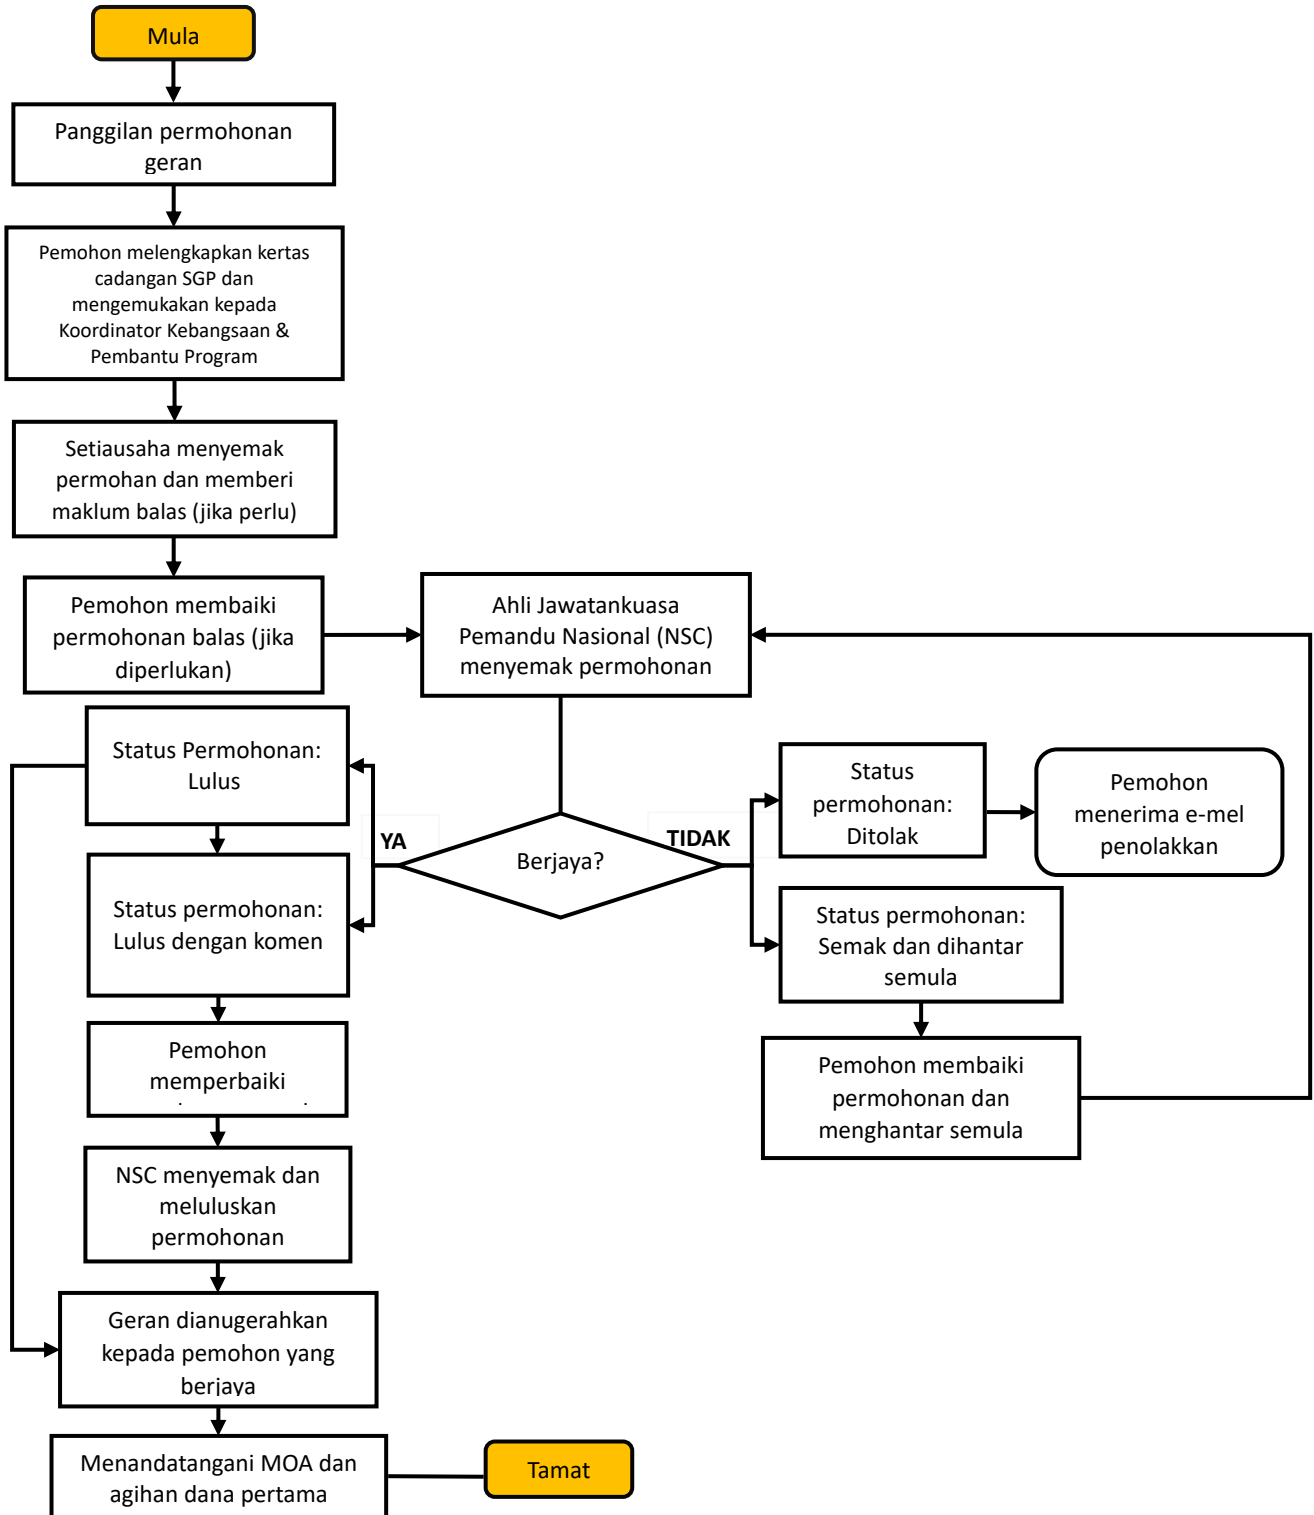 Mula
Panggilan permohonan
geran
Pemohon melengkapkan kertas
cadangan SGP dan
mengemukakan kepada
Koordinator Kebangsaan &
Pembantu Program
Setiausaha menyemak
permohan dan memberi
maklum balas (jika perlu)
Pemohon membaiki
permohonan balas (jika
diperlukan)
Ahli Jawatankuasa
Pemandu Nasional (NSC)
menyemak permohonan
Status Permohonan:
Lulus
YA
Berjaya?
TIDAK
Status
permohonan:
Ditolak
Pemohon
menerima e-mel
penolakkan
Status permohonan:
Lulus dengan komen
Status permohonan:
Semak dan dihantar
semula
Pemohon
memperbaiki
Pemohon membaiki
permohonan dan
menghantar semula
NSC menyemak dan
meluluskan
permohonan
Geran dianugerahkan
kepada pemohon yang
berjaya
Menandatangani MOA dan
agihan dana pertama
Tamat